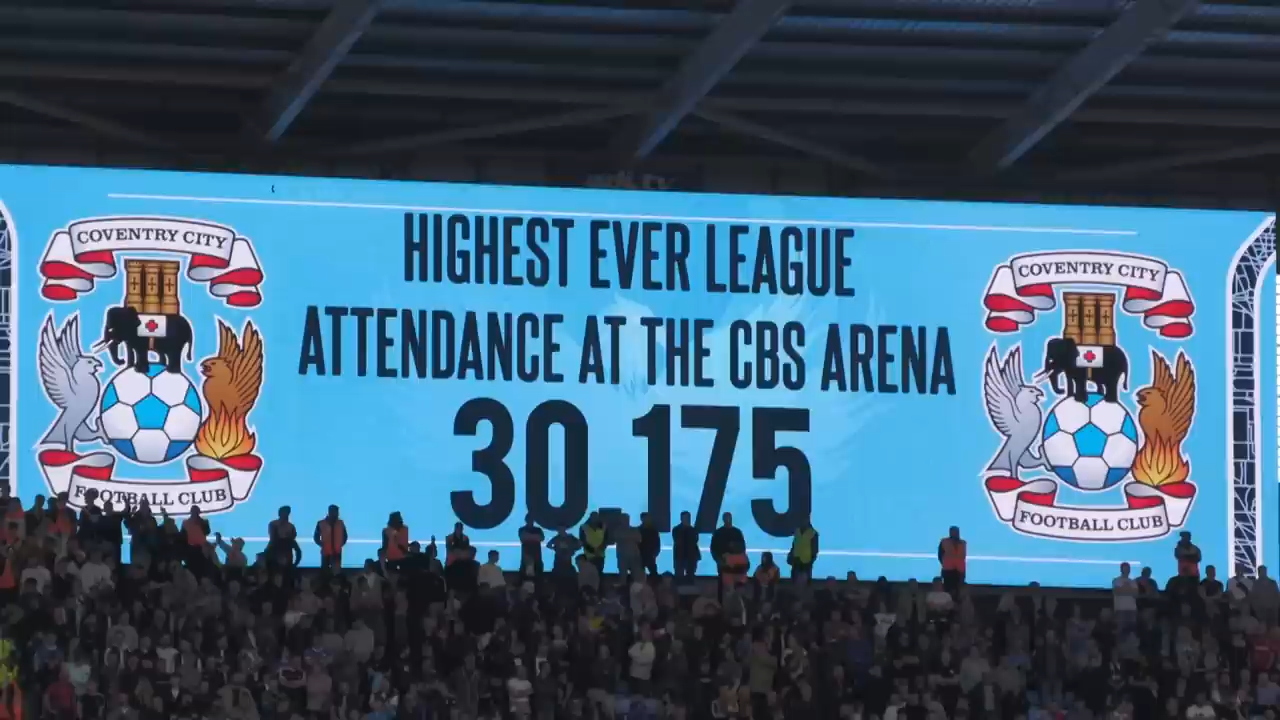 HIGHEST EVER LEAGUE
ATTENDANCE AT THE CBS ARENA
30,175
COVENTRY CITY
FOOTBALL CLUB
COVENTRY CITY
FOOTBALL CLUB